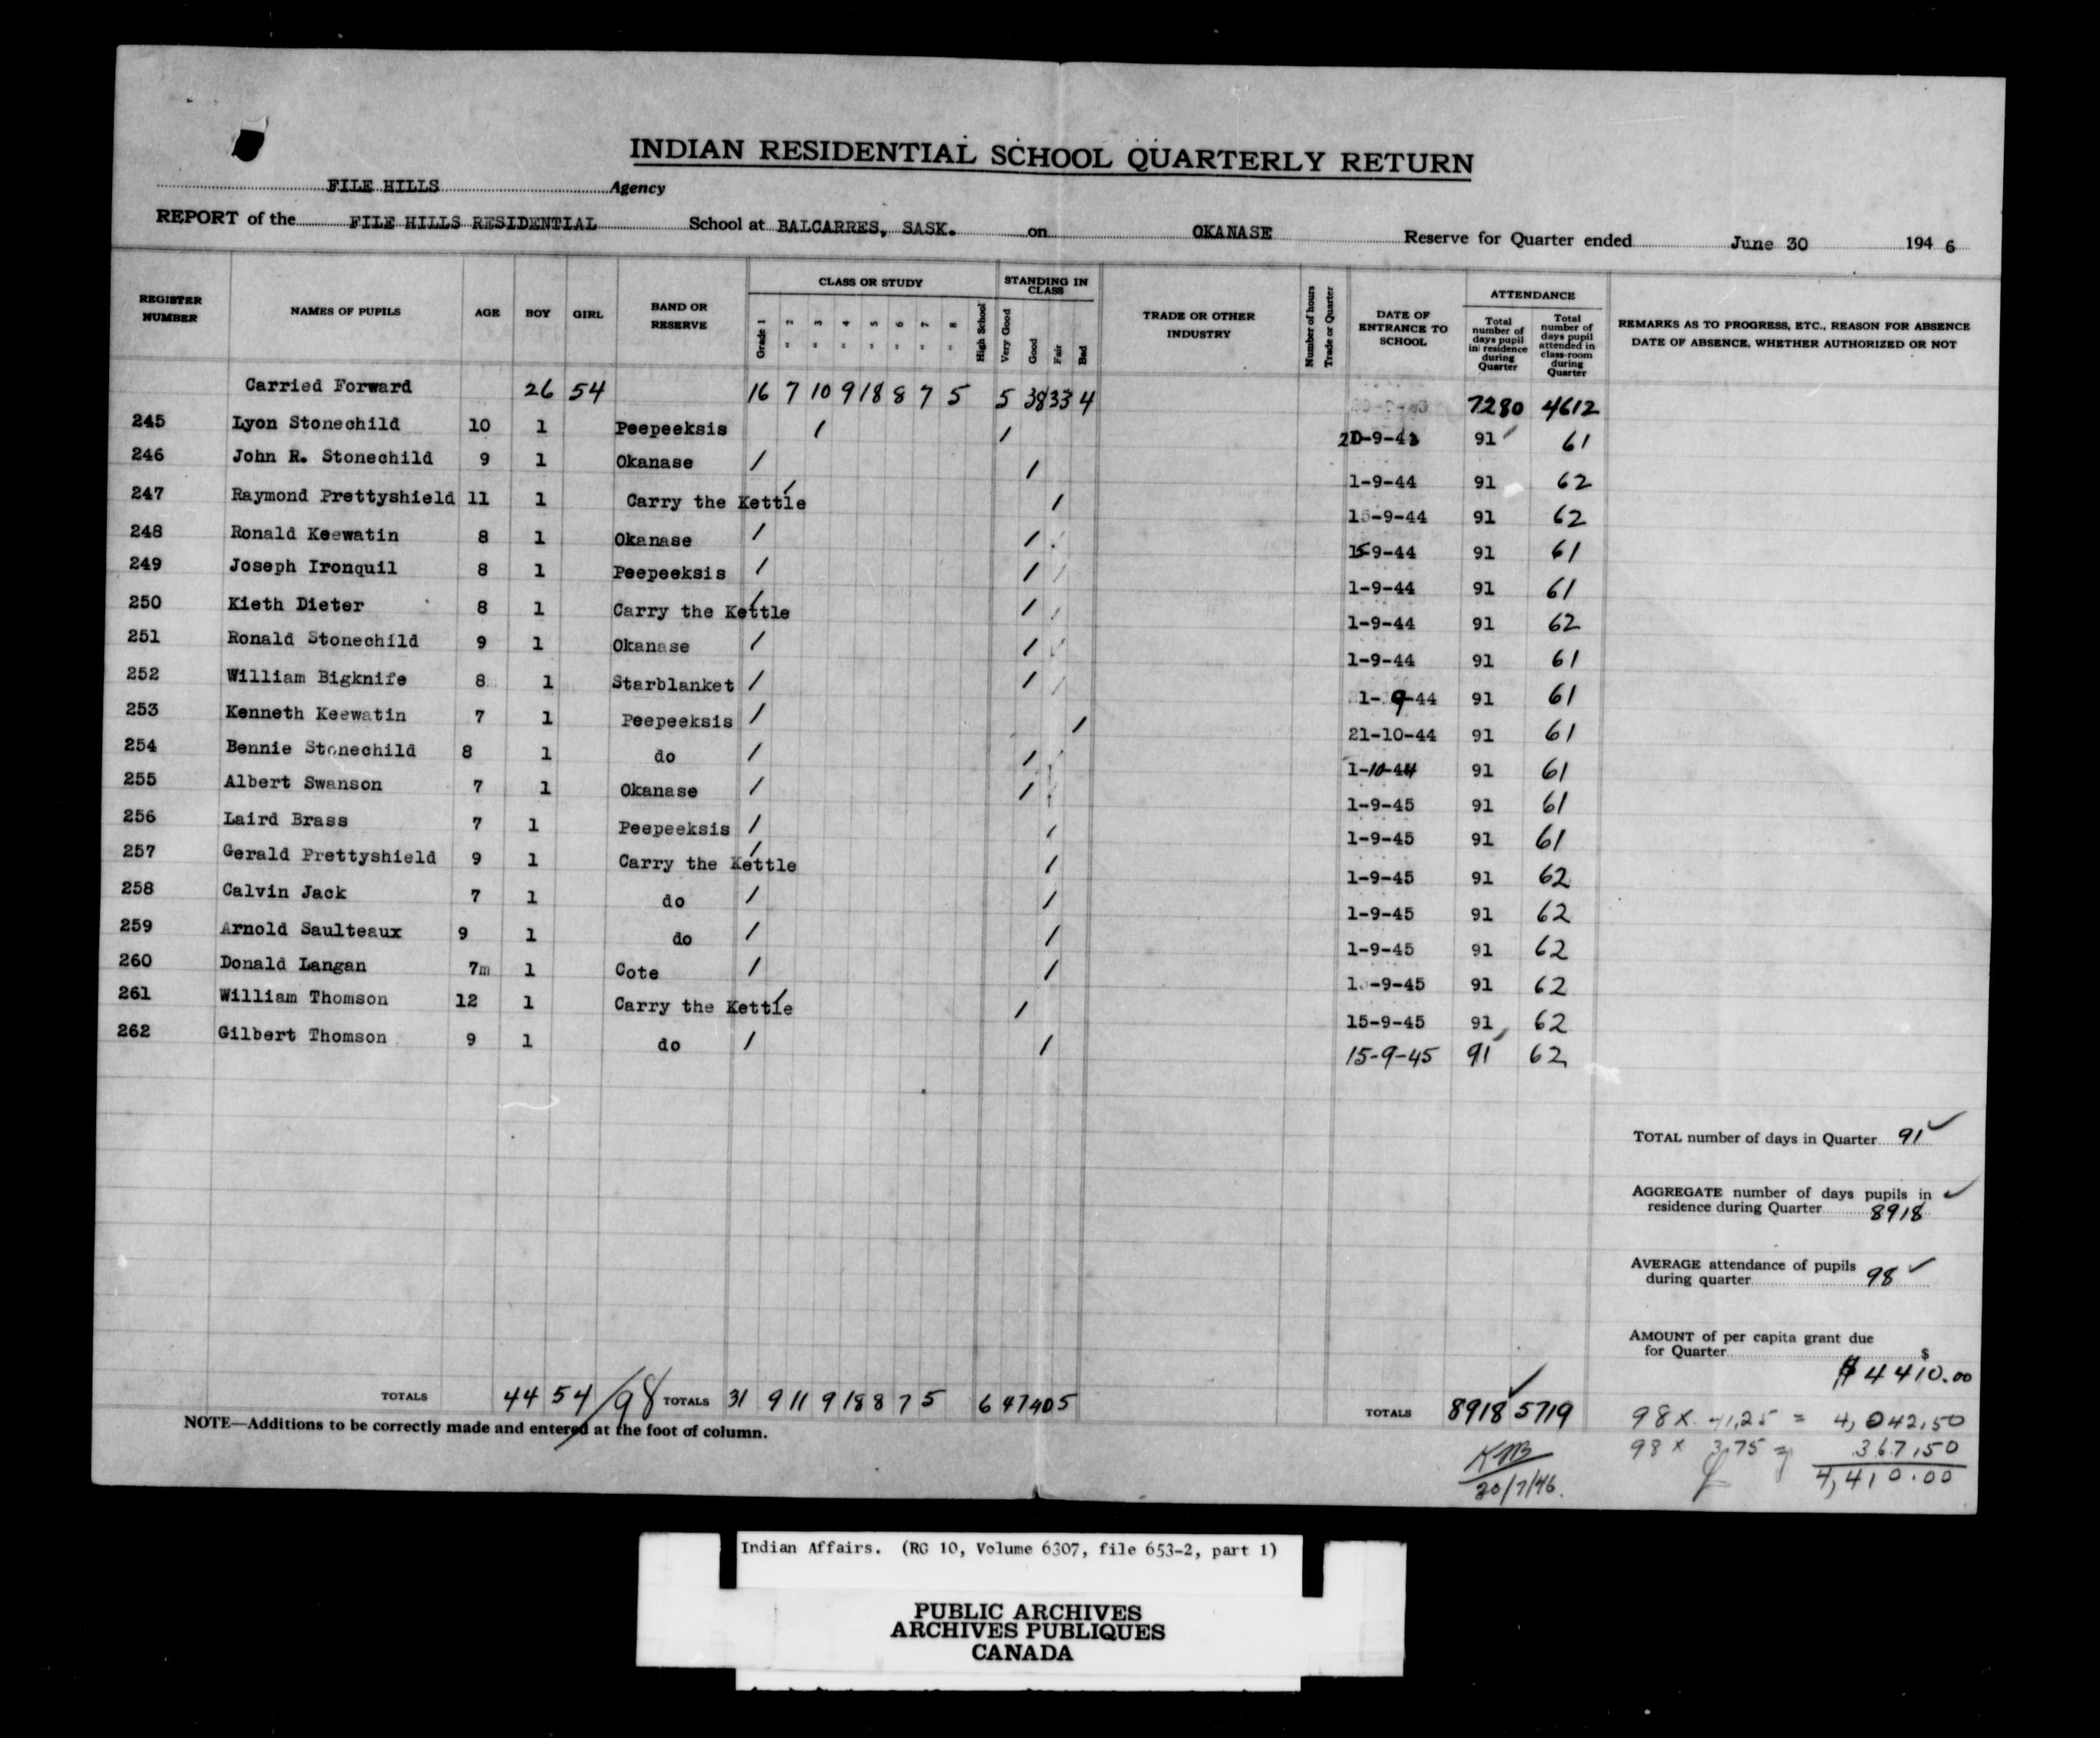 INDIAN RESIDENTIAL SCHOOL QUARTERLY RETURN
FILE HILLS Agency
REPORT of the FILE HILLS RESIDENTIAL School at BALCARRES, SASK. on OKANASE Reserve for Quarter ended June 30 194 6
REGISTER NUMBER NAMES OF PUPILS AGE BOY GIRL BAND OR RESERVE CLASS OR STUDY Grade 1 " 2 " 3 " 4 " 5 " 6 " 7 " 8 High School STANDING IN CLASS Very Good Good Fair Bad TRADE OR OTHER INDUSTRY Number of hours Trade or Quarter DATE OF ENTRANCE TO SCHOOL ATTENDANCE Total number of days pupil in residence during Quarter Total number of days pupil attended in class-room during Quarter REMARKS AS TO PROGRESS, ETC., REASON FOR ABSENCE DATE OF ABSENCE, WHETHER AUTHORIZED OR NOT
Carried Forward 26 54 16 7 10 9 18 8 7 5 5 38 33 4 7280 4612
245 Lyon Stonechild 10 1 Peepeeksis / / 20-9-43 91 61
246 John R. Stonechild 9 1 Okanase / / 1-9-44 91 62
247 Raymond Prettyshield 11 1 Carry the Kettle / / 15-9-44 91 62
248 Ronald Keewatin 8 1 Okanase / / 15-9-44 91 61
249 Joseph Ironquil 8 1 Peepeeksis / / 1-9-44 91 61
250 Kieth Dieter 8 1 Carry the Kettle / / 1-9-44 91 62
251 Ronald Stonechild 9 1 Okanase / / 1-9-44 91 61
252 William Bigknife 8 1 Starblanket / / 1-9-44 91 61
253 Kenneth Keewatin 7 1 Peepeeksis / / 21-10-44 91 61
254 Bennie Stonechild 8 1 do / / 1-10-44 91 61
255 Albert Swanson 7 1 Okanase / / 1-9-45 91 61
256 Laird Brass 7 1 Peepeeksis / / 1-9-45 91 61
257 Gerald Prettyshield 9 1 Carry the Kettle / / 1-9-45 91 62
258 Calvin Jack 7 1 do / / 1-9-45 91 62
259 Arnold Saulteaux 9 1 do / / 1-9-45 91 62
260 Donald Langan 7m 1 Cote / / -9-45 91 62
261 William Thomson 12 1 Carry the Kettle / / 15-9-45 91 62
262 Gilbert Thomson 9 1 do / / 15-9-45 91 62
TOTAL number of days in Quarter 91
AGGREGATE number of days pupils in
residence during Quarter 8918
AVERAGE attendance of pupils
during quarter 98
AMOUNT of per capita grant due
for Quarter $
$4410.00
TOTALS 44 54 / 98 TOTALS 31 9 11 9 18 8 7 5 6 47 40 5 TOTALS 8918 5719
NOTE—Additions to be correctly made and entered at the foot of column.
98 x 41.25 = 4,042.50
98 x 3.75 = 367.50
4,410.00
KMB
20/7/46.
Indian Affairs. (RG 10, Volume 6307, file 653-2, part 1)
PUBLIC ARCHIVES
ARCHIVES PUBLIQUES
CANADA